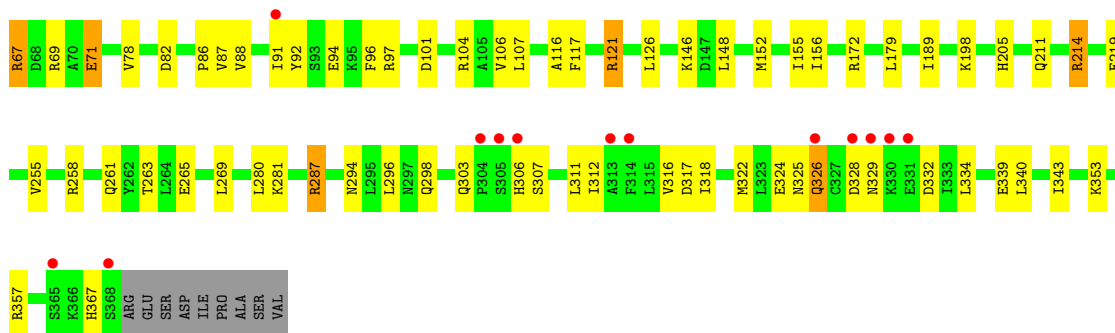 R67 D68 R69 A70 E71 V78 D82 P86 V87 V88 I91 Y92 S93 E94 K95 F96 R97 D101 R104 A105 V106 L107 A116 F117 R121 L126 K146 D147 L148 M152 I155 I156 R172 L179 I189 K198 H205 Q211 R214
V255 R258 Q261 Y262 T263 L264 E265 L269 L280 K281 R287 N294 L295 L296 N297 Q298 Q303 P304 S305 H306 S307 L311 I312 A313 F314 L315 V316 D317 I318 M322 L323 E324 N325 Q326 C327 D328 N329 K330 E331 D332 I333 L334 E339 L340 I343 K353
R357 S365 K366 H367 S368 ARG GLU SER ASP ILE PRO ALA SER VAL